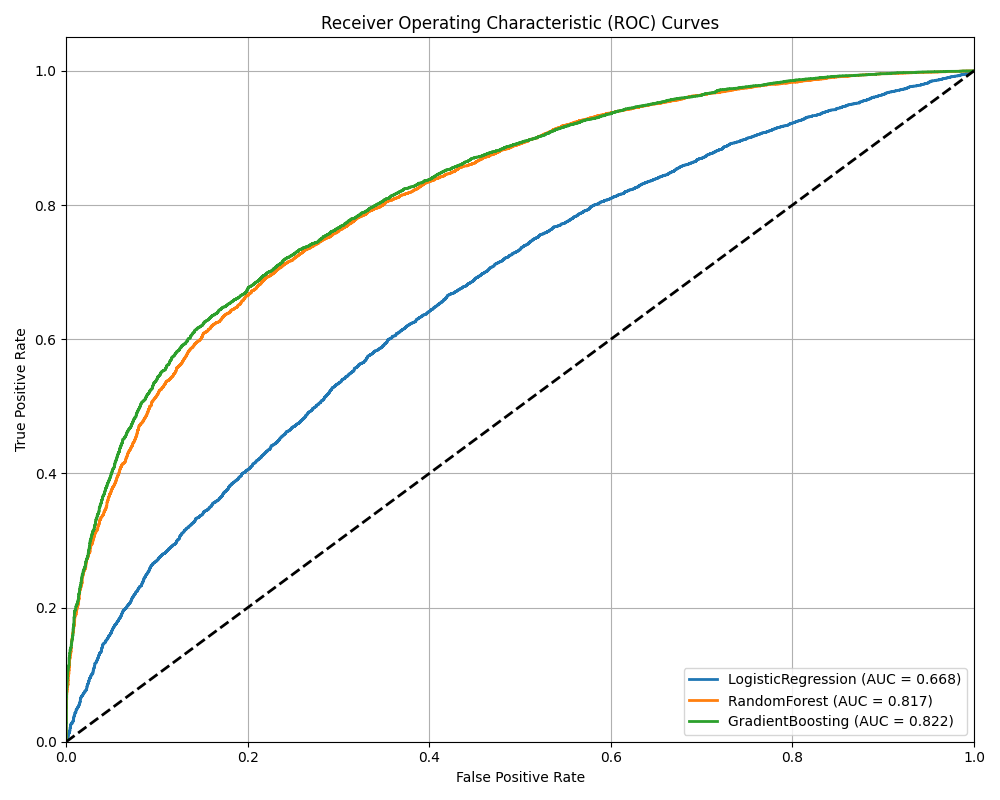 Receiver Operating Characteristic (ROC) Curves
True Positive Rate
1.0
0.8
0.6
0.4
0.2
0.0
LogisticRegression (AUC = 0.668)
RandomForest (AUC = 0.817)
GradientBoosting (AUC = 0.822)
0.0 0.2 0.4 0.6 0.8 1.0
False Positive Rate